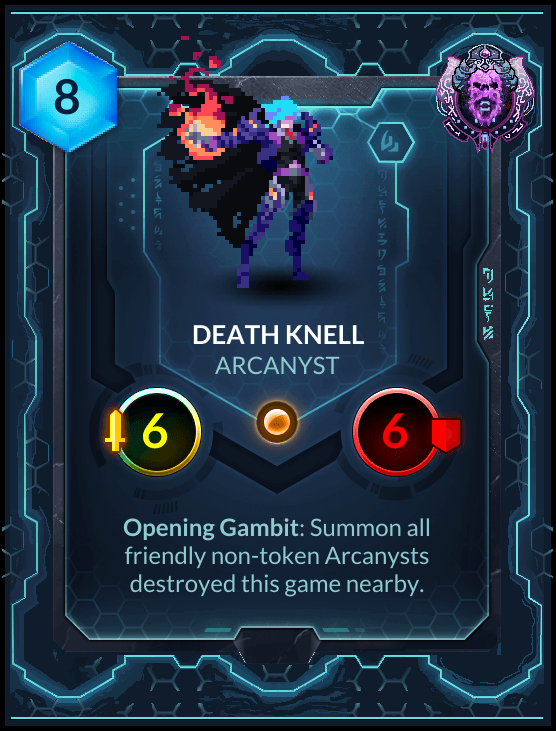 8
DEATH KNELL
ARCANYST
6
6
Opening Gambit: Summon all
friendly non-token Arcanysts
destroyed this game nearby.